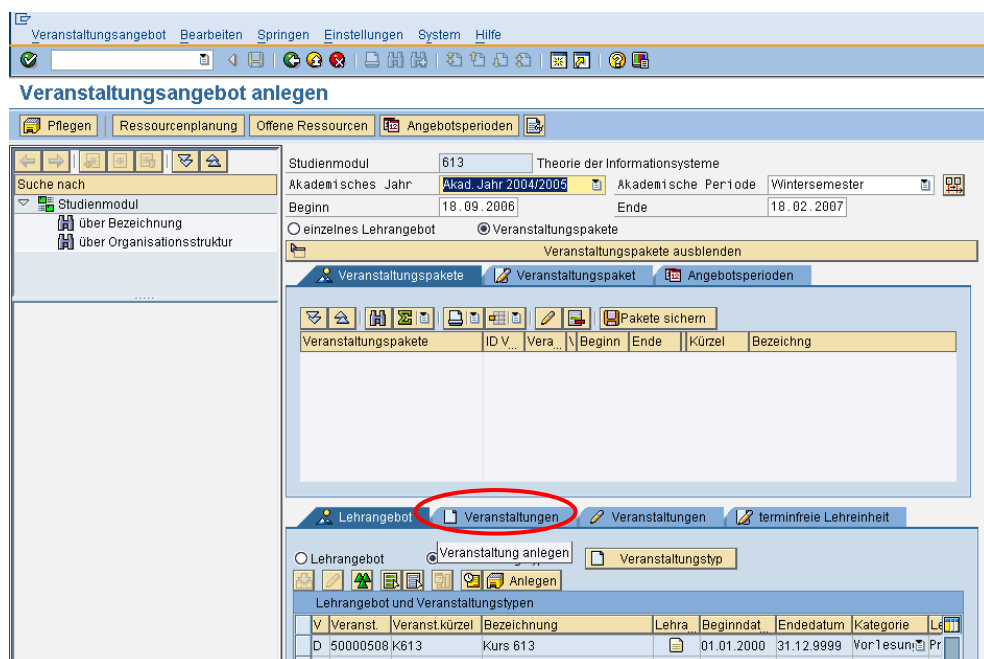 Veranstaltungsangebot Bearbeiten Springen Einstellungen System Hilfe
Veranstaltungsangebot anlegen
Pflegen Ressourcenplanung Offene Ressourcen Angebotsperioden
Suche nach
Studienmodul
über Bezeichnung
über Organisationsstruktur
Studienmodul 613 Theorie der Informationsysteme
Akademisches Jahr Akad. Jahr 2004/2005 Akademische Periode Wintersemester
Beginn 18.09.2006 Ende 18.02.2007
einzelnes Lehrangebot Veranstaltungspakete
Veranstaltungspakete ausblenden
Veranstaltungspakete Veranstaltungspaket Angebotsperioden
Pakete sichern
Veranstaltungspakete ID V... Vera... Beginn Ende Kürzel Bezeichng
Lehrangebot Veranstaltungen Veranstaltungen terminfreie Lehreinheit
Lehrangebot Veranstaltung anlegen Veranstaltungstyp
Anlegen
Lehrangebot und Veranstaltungstypen
V Veranst. Veranst.kürzel Bezeichnung Lehra... Beginndat... Endedatum Kategorie Le
D 50000508 K613 Kurs 613 01.01.2000 31.12.9999 Vorlesung Pr